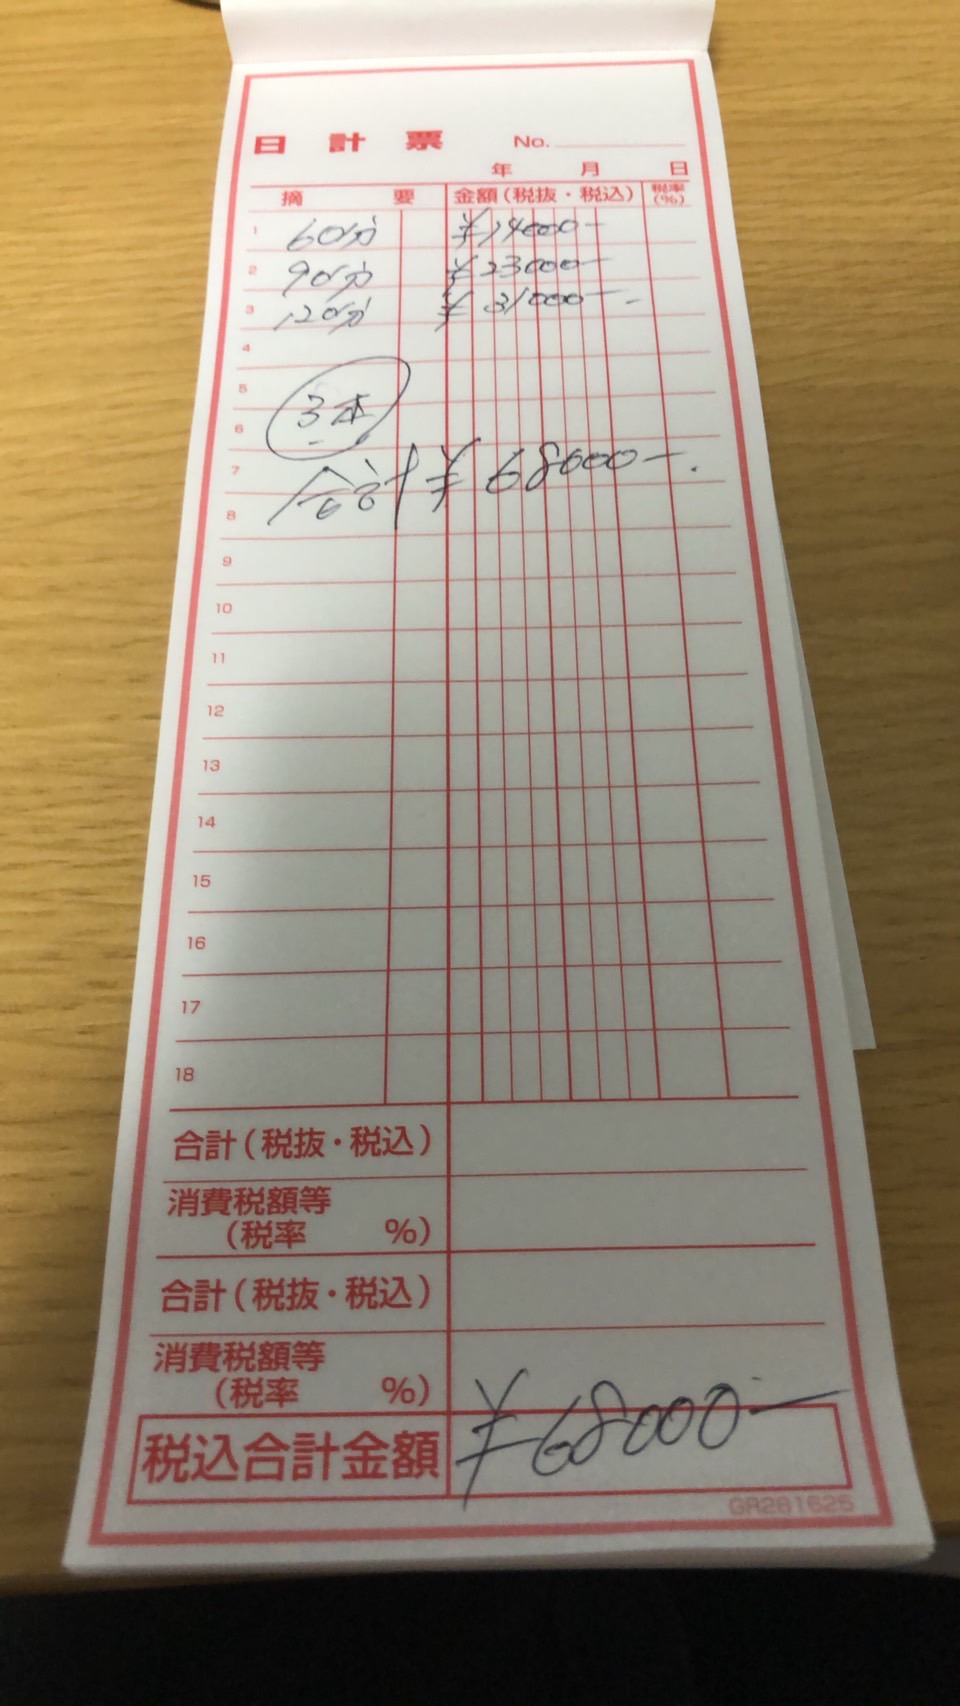 日 計 票 No.
年 月 日
摘 要 金額(税抜・税込) 税率(%)
1 60分 ¥14000-
2 90分 ¥23000-
3 120分 ¥31000-
4
5
3本
6
7
合計 ¥68000-.
8
9
10
11
12
13
14
15
16
17
18
合計(税抜・税込)
消費税額等
(税率 %)
合計(税抜・税込)
消費税額等
(税率 %)
税込合計金額 ¥68000-
GR281625